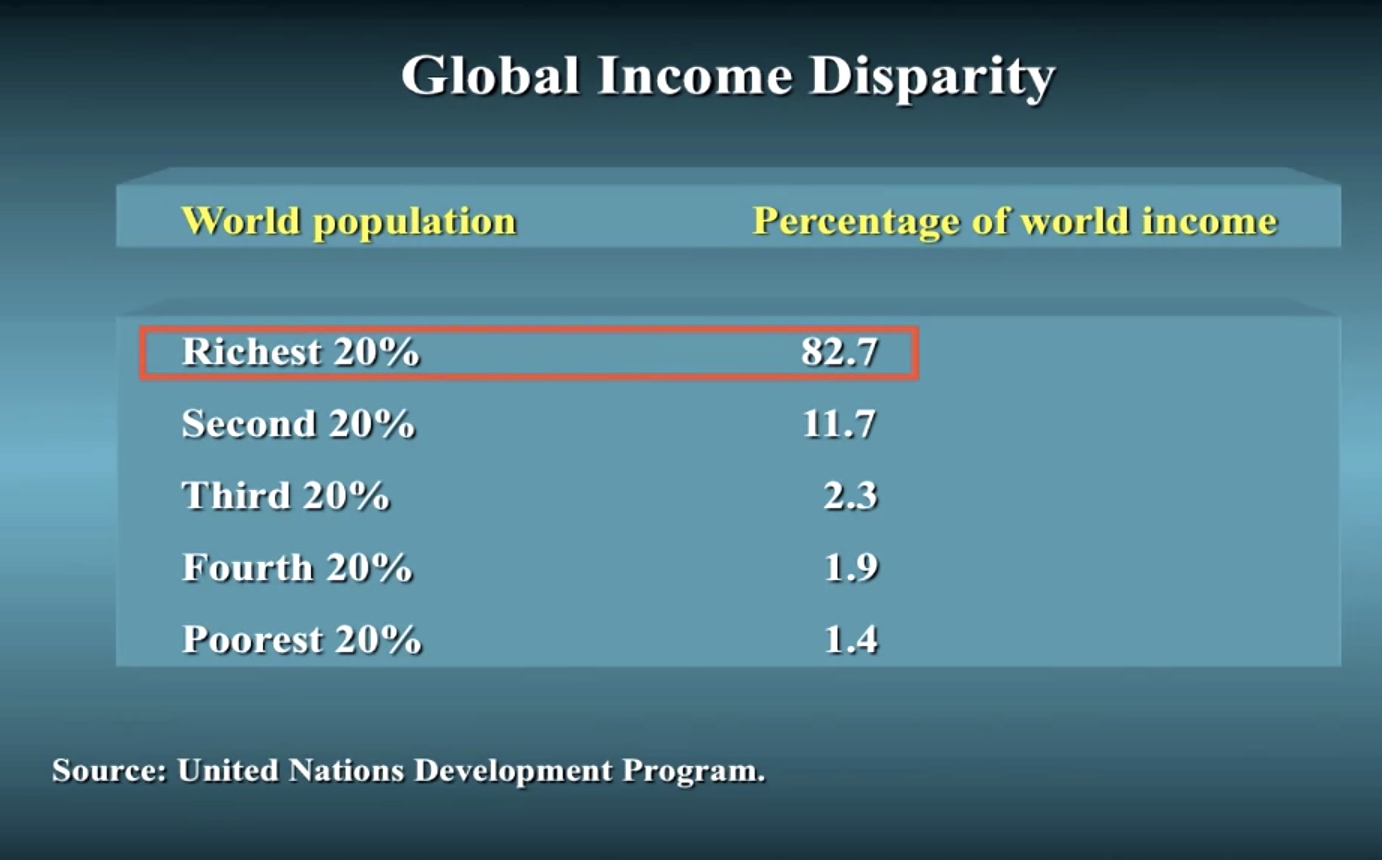 Global Income Disparity
World population Percentage of world income
Richest 20% 82.7
Second 20% 11.7
Third 20% 2.3
Fourth 20% 1.9
Poorest 20% 1.4
Source: United Nations Development Program.